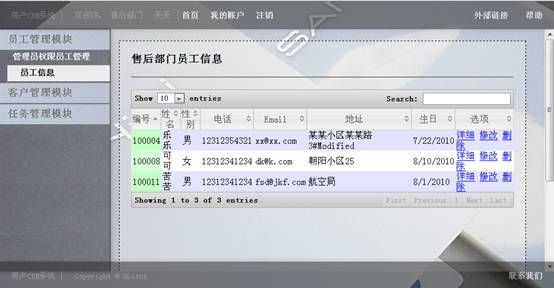 用户CRM系统 | 欢迎你, 售后部门 天天 首页 我的账户 注销 外部链接 帮助
员工管理模块
管理员权限员工管理
员工信息
客户管理模块
任务管理模块
售后部门员工信息
Show 10 entries Search:
编号 姓名 性别 电话 Email 地址 生日 选项
100004 乐乐 男 12312354321 xx@xx.com 某某小区某某路3#Modified 7/22/2010 详细 修改 删除
100008 可可 女 12312341234 dk@k.com 朝阳小区25 8/10/2010 详细 修改 删除
100011 苦苦 男 12312341234 fsd@jkf.com 航空局 8/1/2010 详细 修改 删除
Showing 1 to 3 of 3 entries First Previous 1 Next Last
用户CRM系统 | Copyright @ 联系我们